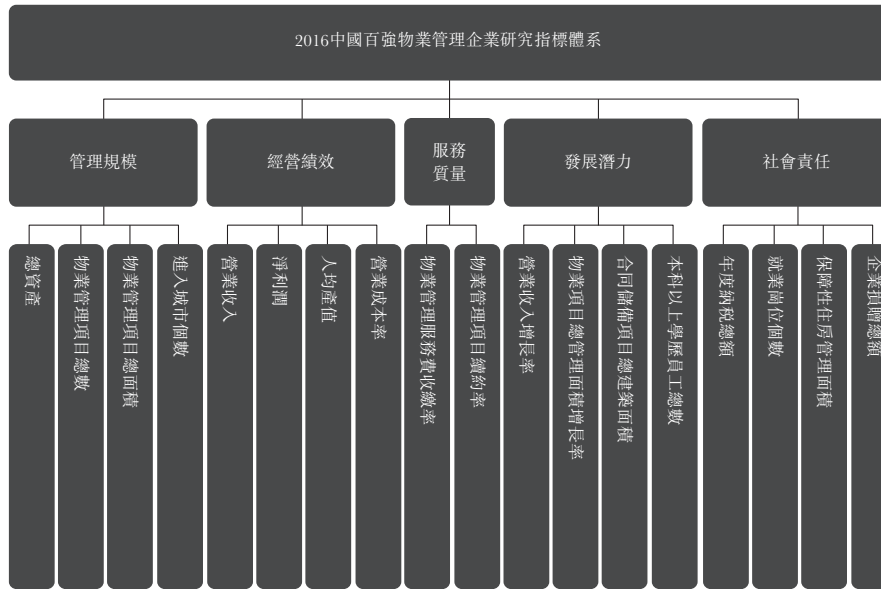 2016中國百強物業管理企業研究指標體系
管理規模
經營績效
服務
質量
發展潛力
社會責任
總資產
物業管理項目總數
物業管理項目總面積
進入城市個數
營業收入
淨利潤
人均產值
營業成本率
物業管理服務費收繳率
物業管理項目續約率
營業收入增長率
物業項目總管理面積增長率
合同儲備項目總建築面積
本科以上學歷員工總數
年度納稅總額
就業崗位個數
保障性住房管理面積
企業捐贈總額